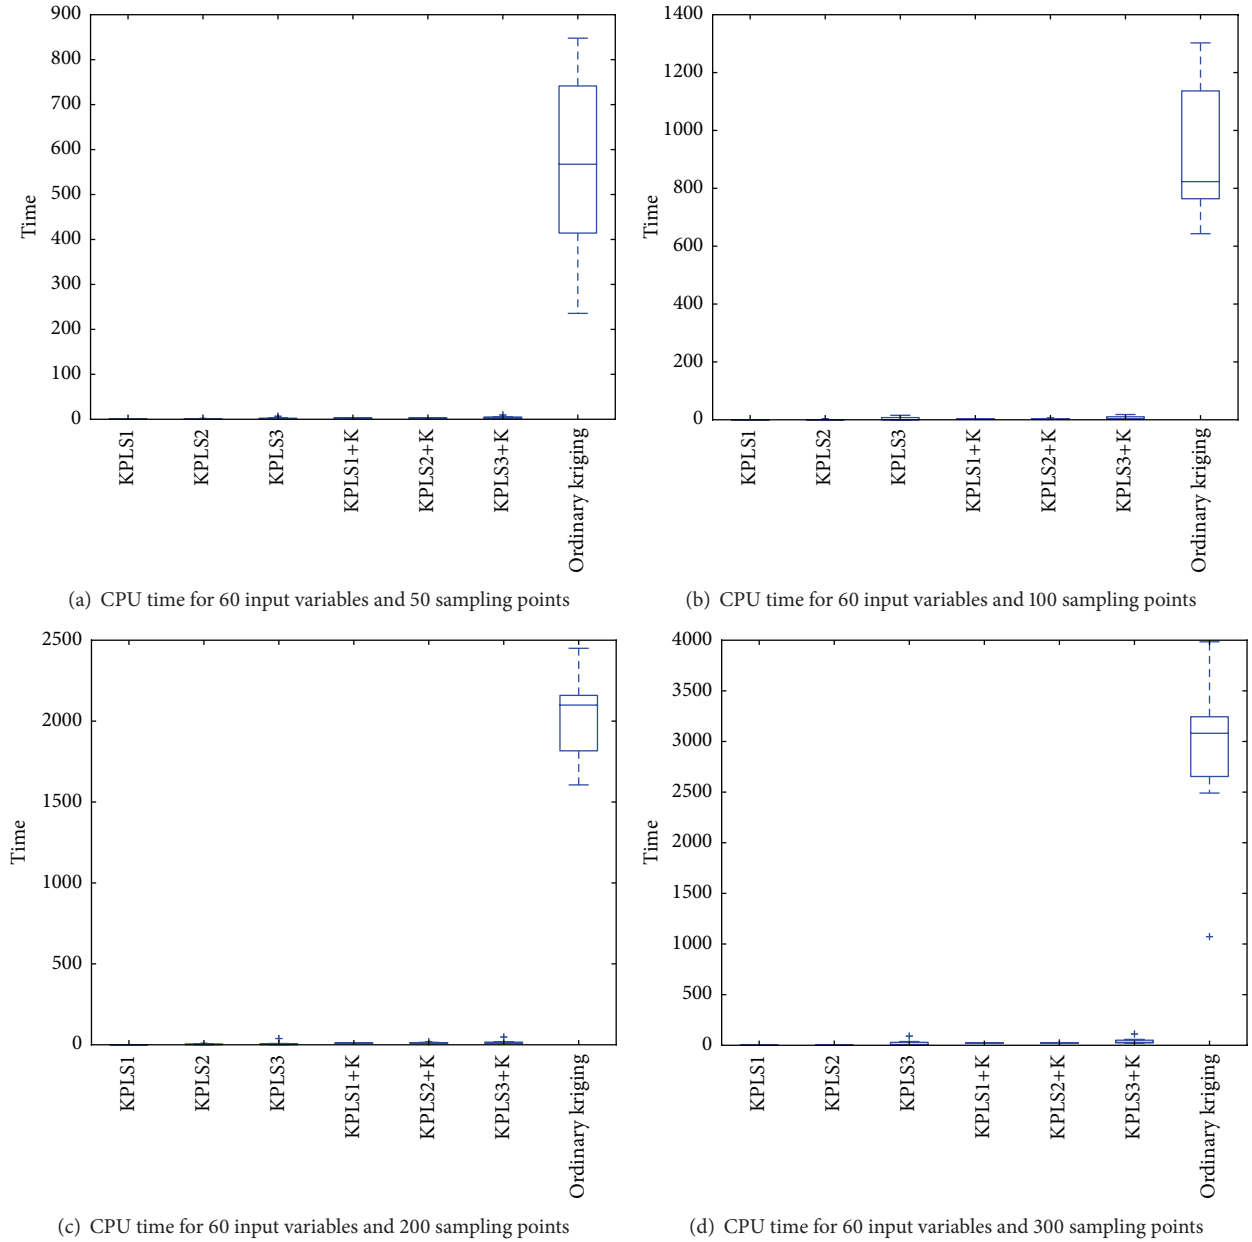 900
800
700
600
500
400
300
200
100
0
Time
KPLS1
KPLS2
KPLS3
KPLS1+K
KPLS2+K
KPLS3+K
Ordinary kriging
(a) CPU time for 60 input variables and 50 sampling points
1400
1200
1000
800
600
400
200
0
Time
KPLS1
KPLS2
KPLS3
KPLS1+K
KPLS2+K
KPLS3+K
Ordinary kriging
(b) CPU time for 60 input variables and 100 sampling points
2500
2000
1500
1000
500
0
Time
KPLS1
KPLS2
KPLS3
KPLS1+K
KPLS2+K
KPLS3+K
Ordinary kriging
(c) CPU time for 60 input variables and 200 sampling points
4000
3500
3000
2500
2000
1500
1000
500
0
Time
KPLS1
KPLS2
KPLS3
KPLS1+K
KPLS2+K
KPLS3+K
Ordinary kriging
(d) CPU time for 60 input variables and 300 sampling points